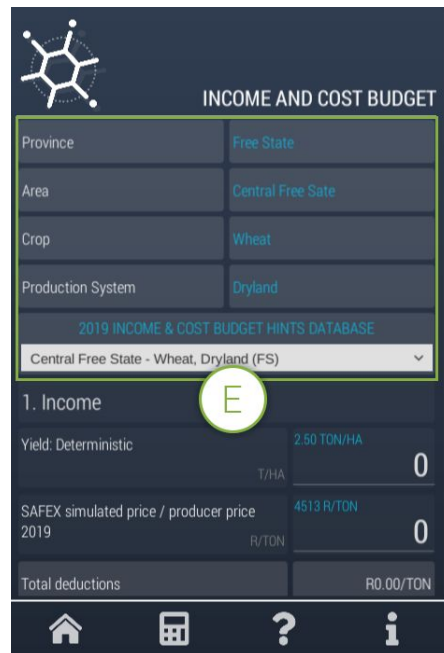 INCOME AND COST BUDGET
Province Free State
Area Central Free Sate
Crop Wheat
Production System Dryland
2019 INCOME & COST BUDGET HINTS DATABASE
Central Free State - Wheat, Dryland (FS)
E
1. Income
Yield: Deterministic 2.50 TON/HA
T/HA 0
SAFEX simulated price / producer price 4513 R/TON
2019 R/TON 0
Total deductions R0.00/TON
? i